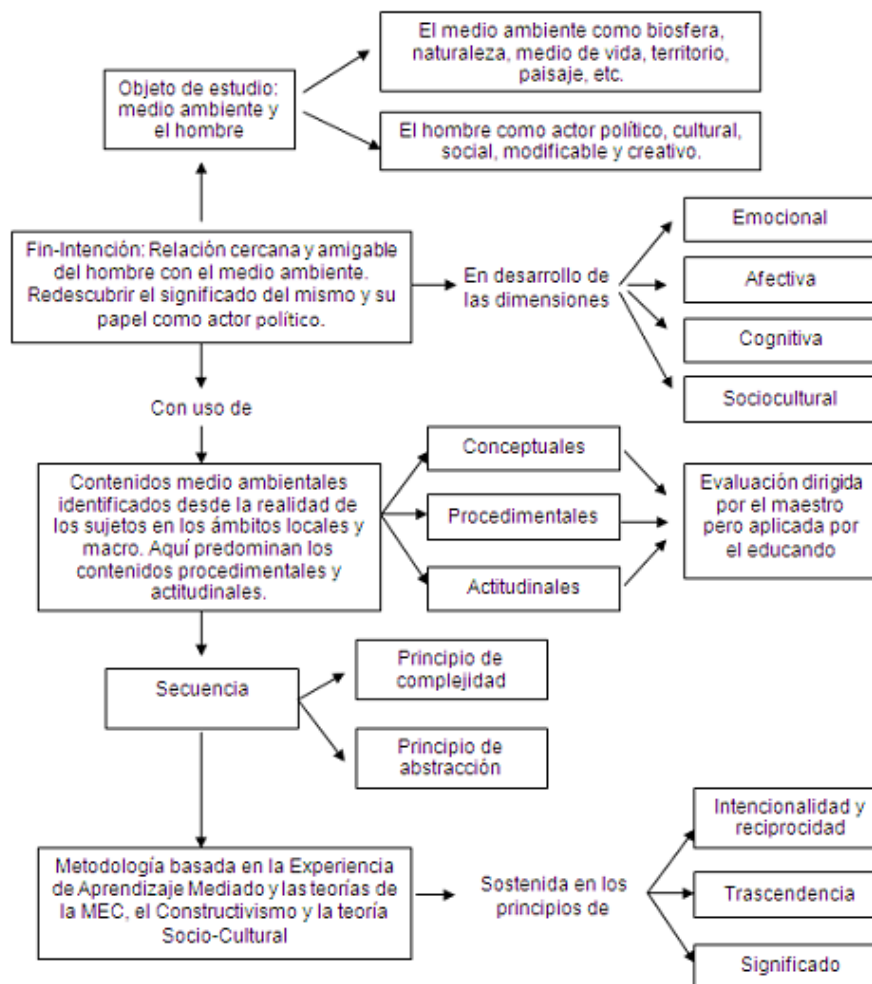 El medio ambiente como biosfera,
naturaleza, medio de vida, territorio,
paisaje, etc.
Objeto de estudio:
medio ambiente y
el hombre
El hombre como actor político, cultural,
social, modificable y creativo.
Fin-Intención: Relación cercana y amigable
del hombre con el medio ambiente.
Redescubrir el significado del mismo y su
papel como actor político.
En desarrollo de
las dimensiones
Emocional
Afectiva
Cognitiva
Sociocultural
Con uso de
Contenidos medio ambientales
identificados desde la realidad de
los sujetos en los ámbitos locales y
macro. Aquí predominan los
contenidos procedimentales y
actitudinales.
Conceptuales
Procedimentales
Actitudinales
Evaluación dirigida
por el maestro
pero aplicada por
el educando
Secuencia
Principio de
complejidad
Principio de
abstracción
Metodología basada en la Experiencia
de Aprendizaje Mediado y las teorías de
la MEC, el Constructivismo y la teoría
Socio-Cultural
Sostenida en los
principios de
Intencionalidad y
reciprocidad
Trascendencia
Significado